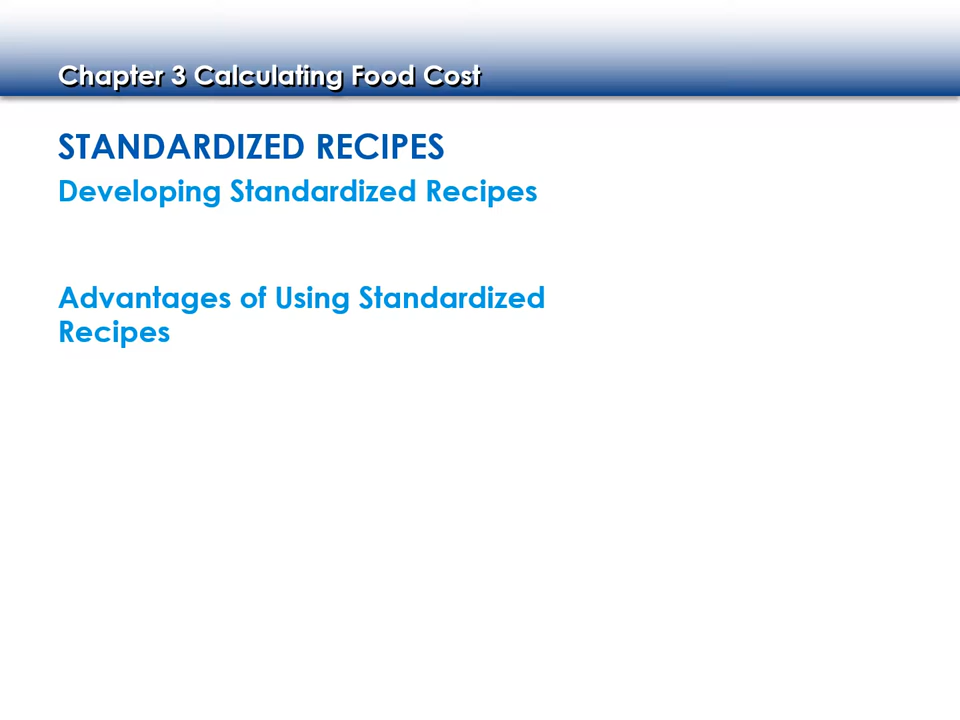 Chapter 3 Calculating Food Cost
STANDARDIZED RECIPES
Developing Standardized Recipes
Advantages of Using Standardized
Recipes